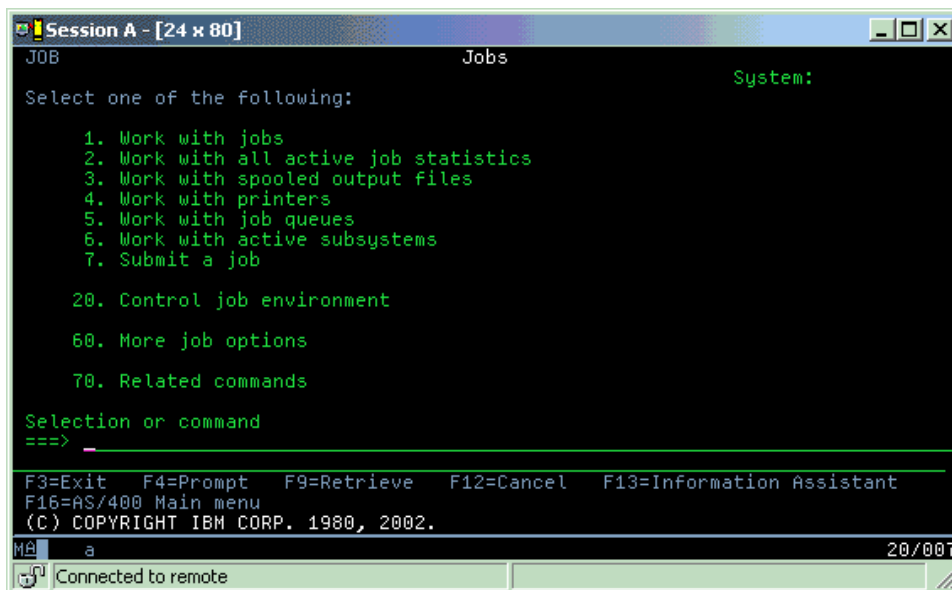 Session A - [24 x 80]
JOB Jobs
System:
Select one of the following:
1. Work with jobs
2. Work with all active job statistics
3. Work with spooled output files
4. Work with printers
5. Work with job queues
6. Work with active subsystems
7. Submit a job
20. Control job environment
60. More job options
70. Related commands
Selection or command
===>
F3=Exit F4=Prompt F9=Retrieve F12=Cancel F13=Information Assistant
F16=AS/400 Main menu
(C) COPYRIGHT IBM CORP. 1980, 2002.
MA a 20/007
Connected to remote